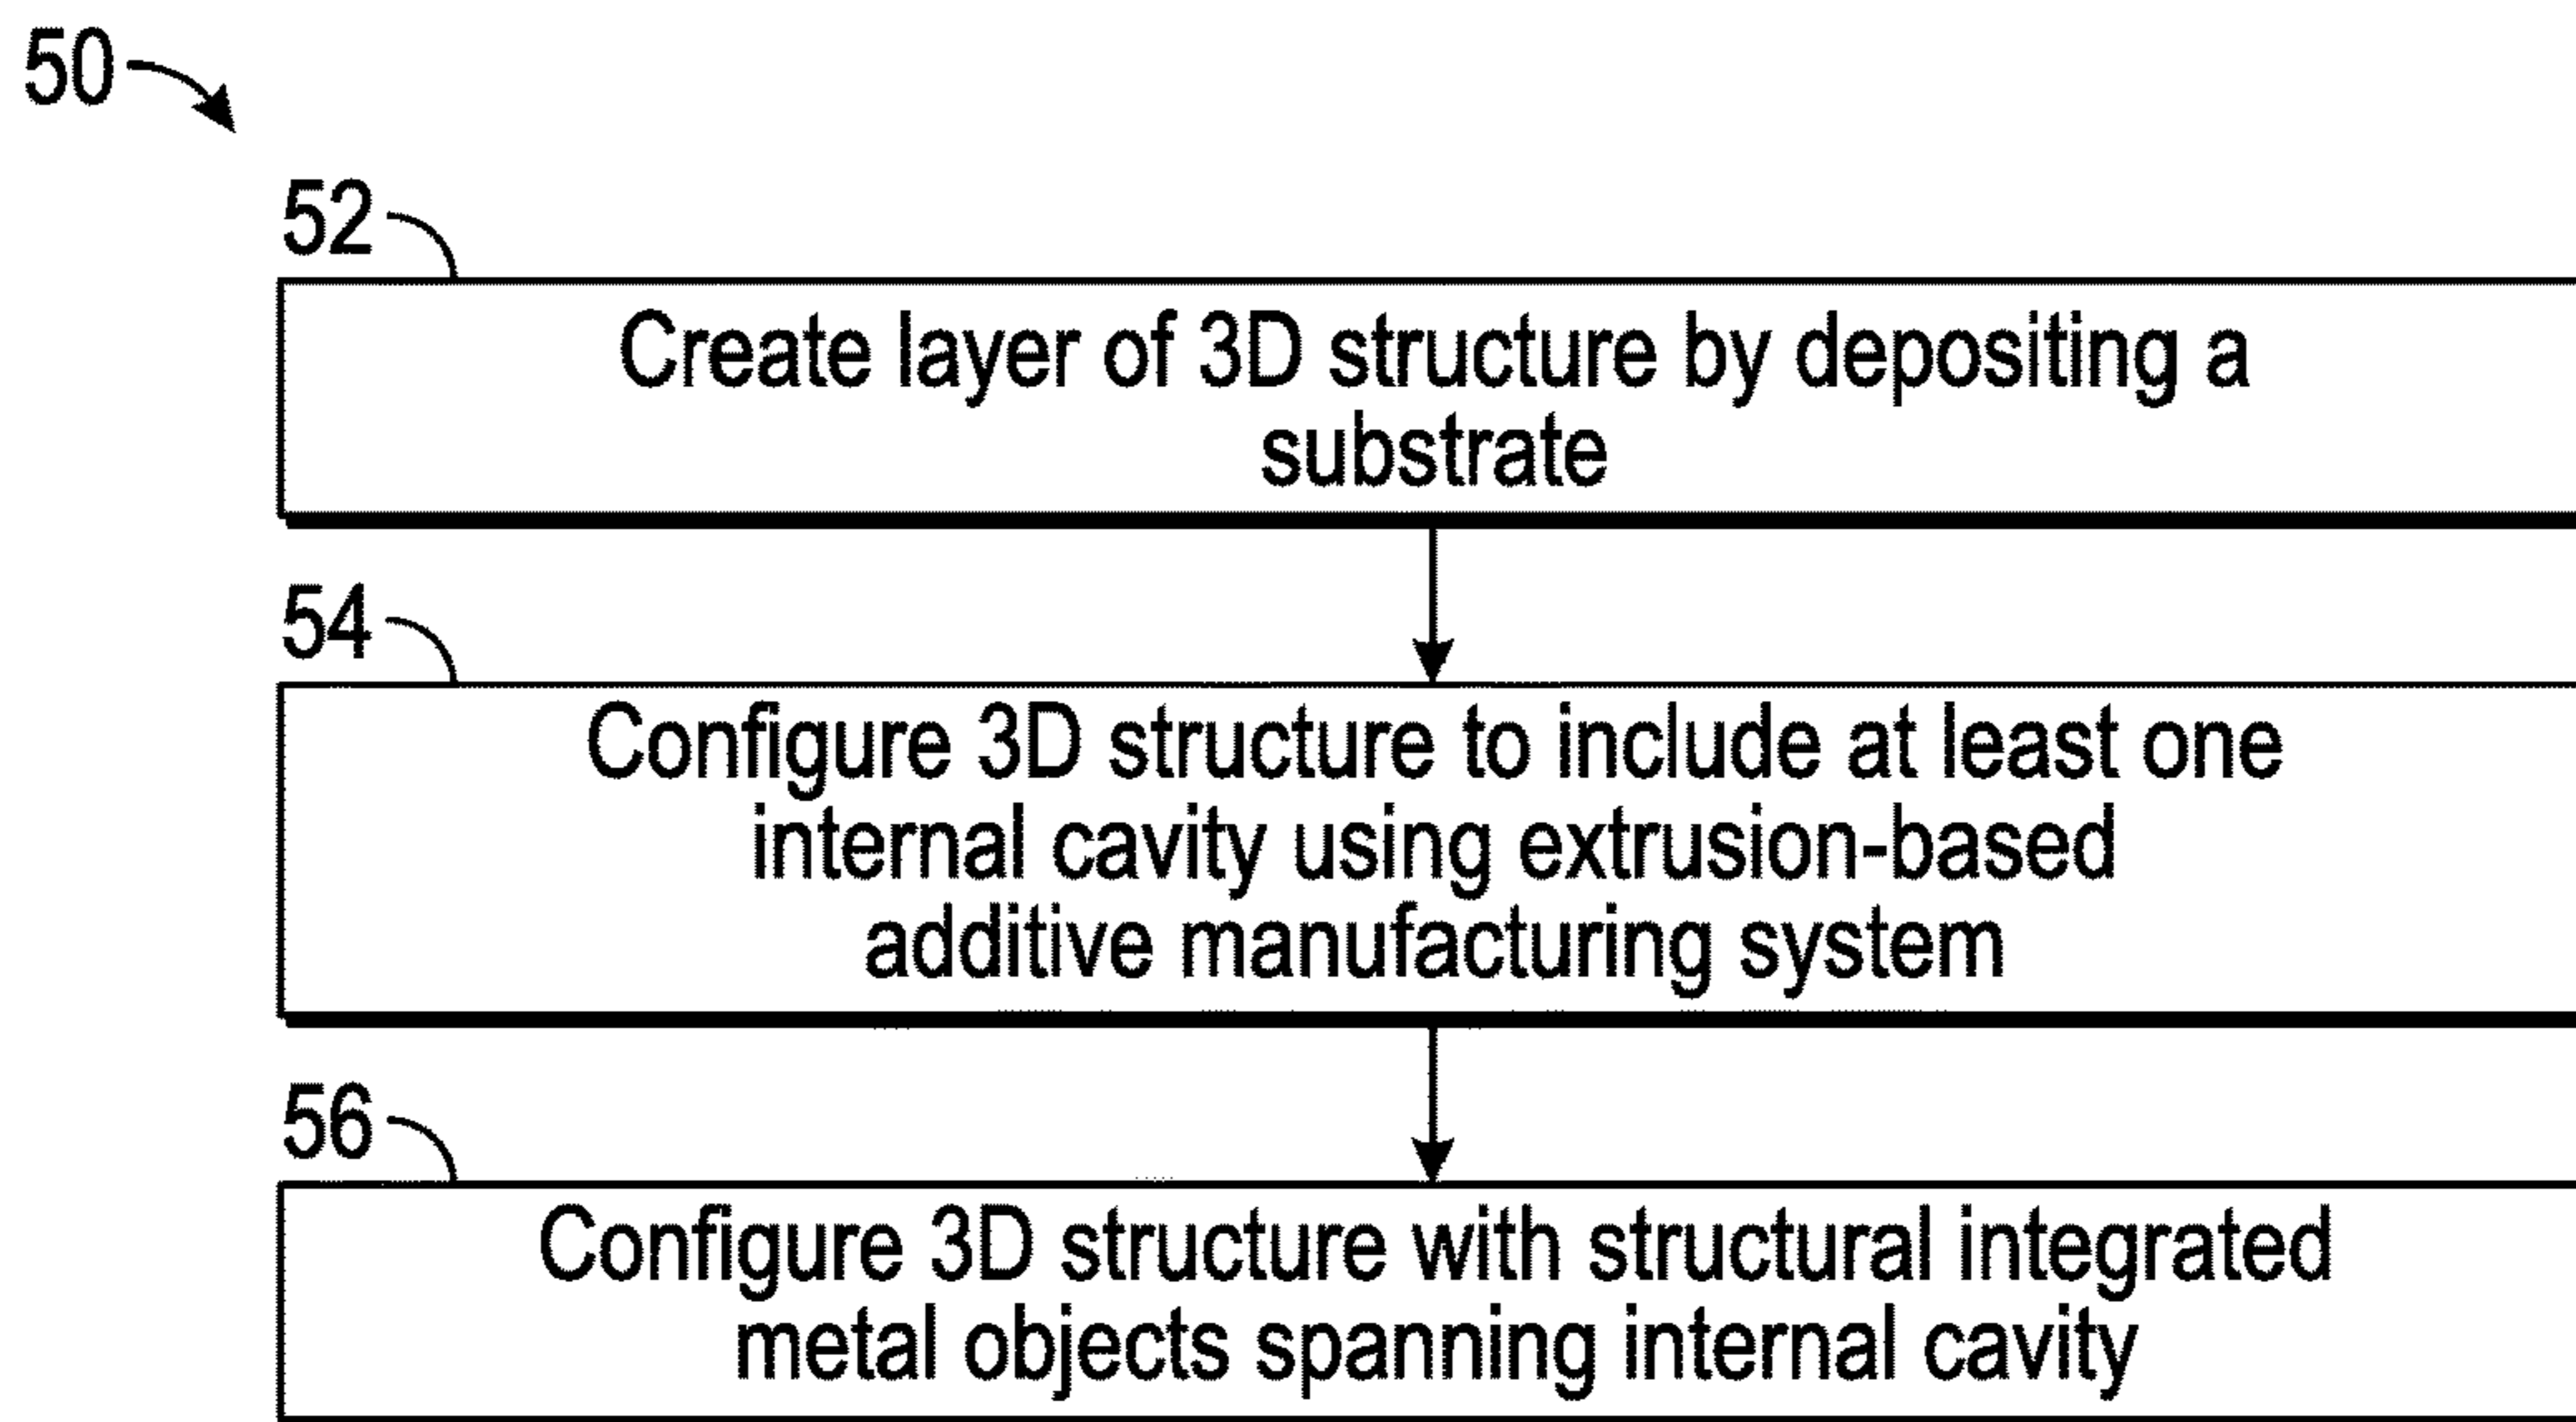 50
52
Create layer of 3D structure by depositing a
substrate
54
Configure 3D structure to include at least one
internal cavity using extrusion-based
additive manufacturing system
56
Configure 3D structure with structural integrated
metal objects spanning internal cavity